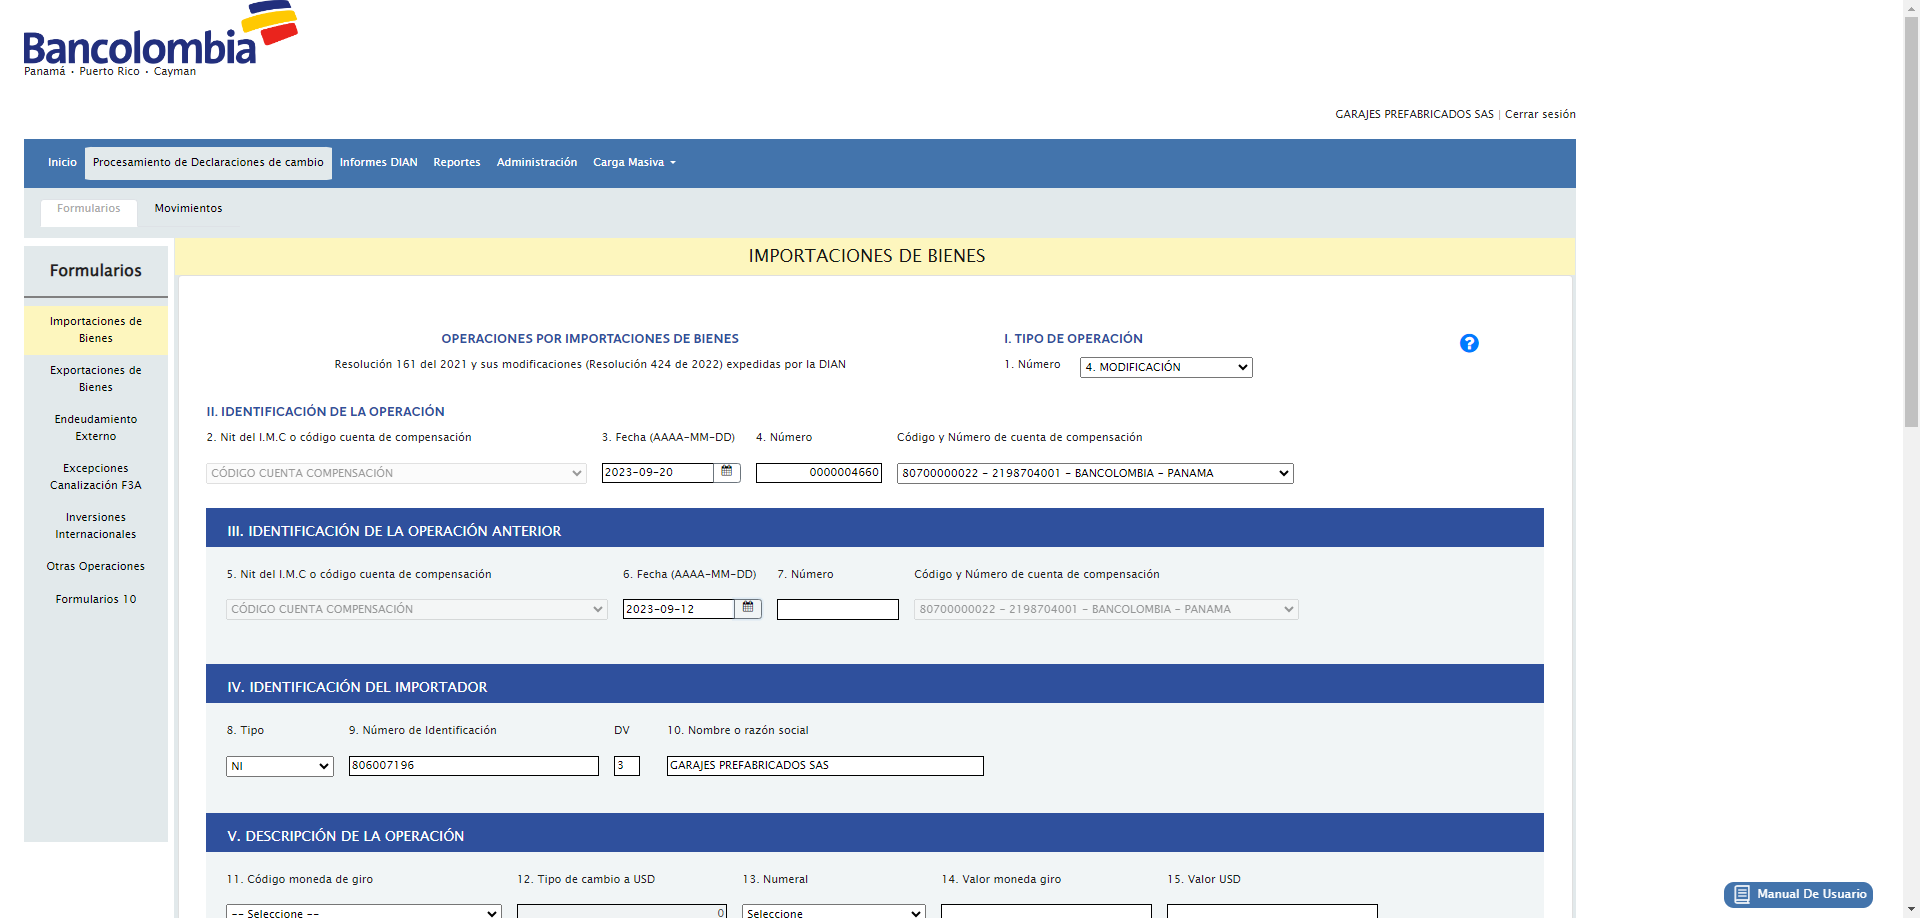 Bancolombia
Panamá • Puerto Rico • Cayman
GARAJES PREFABRICADOS SAS | Cerrar sesión
Inicio Procesamiento de Declaraciones de cambio Informes DIAN Reportes Administración Carga Masiva
Formularios Movimientos
Formularios
Importaciones de
Bienes
Exportaciones de
Bienes
Endeudamiento
Externo
Excepciones
Canalización F3A
Inversiones
Internacionales
Otras Operaciones
Formularios 10
IMPORTACIONES DE BIENES
OPERACIONES POR IMPORTACIONES DE BIENES
Resolución 161 del 2021 y sus modificaciones (Resolución 424 de 2022) expedidas por la DIAN
I. TIPO DE OPERACIÓN
1. Número 4. MODIFICACIÓN
?
II. IDENTIFICACIÓN DE LA OPERACIÓN
2. Nit del I.M.C o código cuenta de compensación 3. Fecha (AAAA-MM-DD) 4. Número Código y Número de cuenta de compensación
CÓDIGO CUENTA COMPENSACIÓN 2023-09-20 0000004660 80700000022 - 2198704001 - BANCOLOMBIA - PANAMA
III. IDENTIFICACIÓN DE LA OPERACIÓN ANTERIOR
5. Nit del I.M.C o código cuenta de compensación 6. Fecha (AAAA-MM-DD) 7. Número Código y Número de cuenta de compensación
CÓDIGO CUENTA COMPENSACIÓN 2023-09-12 80700000022 - 2198704001 - BANCOLOMBIA - PANAMA
IV. IDENTIFICACIÓN DEL IMPORTADOR
8. Tipo 9. Número de Identificación DV 10. Nombre o razón social
NI 806007196 3 GARAJES PREFABRICADOS SAS
V. DESCRIPCIÓN DE LA OPERACIÓN
11. Código moneda de giro 12. Tipo de cambio a USD 13. Numeral 14. Valor moneda giro 15. Valor USD
-- Seleccione -- 0 Seleccione
Manual De Usuario